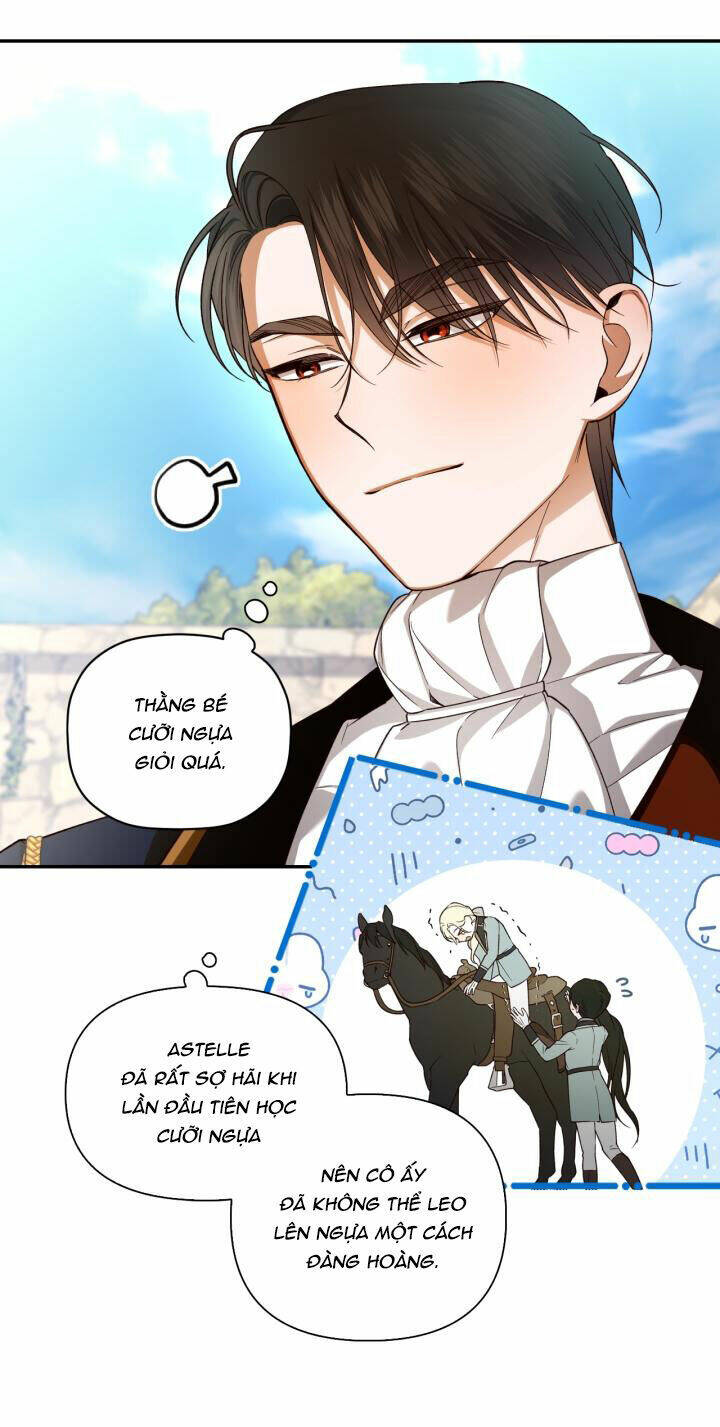 THẰNG BÉ
CƯỠI NGỰA
GIỎI QUÁ.
ASTELLE
ĐÃ RẤT SỢ HÃI KHI
LẦN ĐẦU TIÊN HỌC
CƯỠI NGỰA
NÊN CÔ ẤY
ĐÃ KHÔNG THỂ LEO
LÊN NGỰA MỘT CÁCH
ĐÀNG HOÀNG.